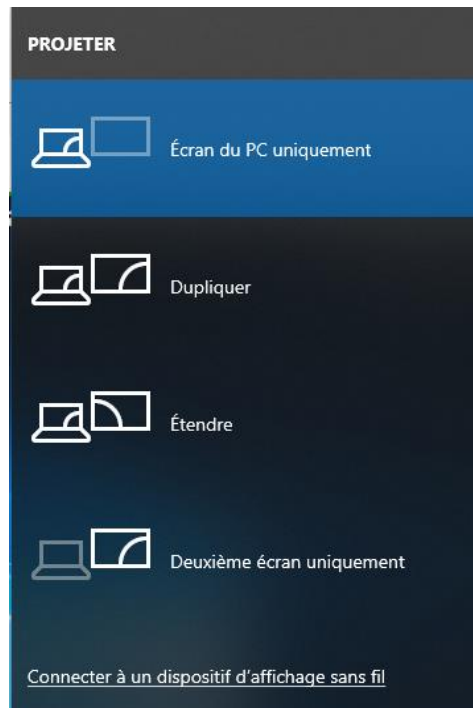 PROJETER
Écran du PC uniquement
Dupliquer
Étendre
Deuxième écran uniquement
Connecter à un dispositif d'affichage sans fil